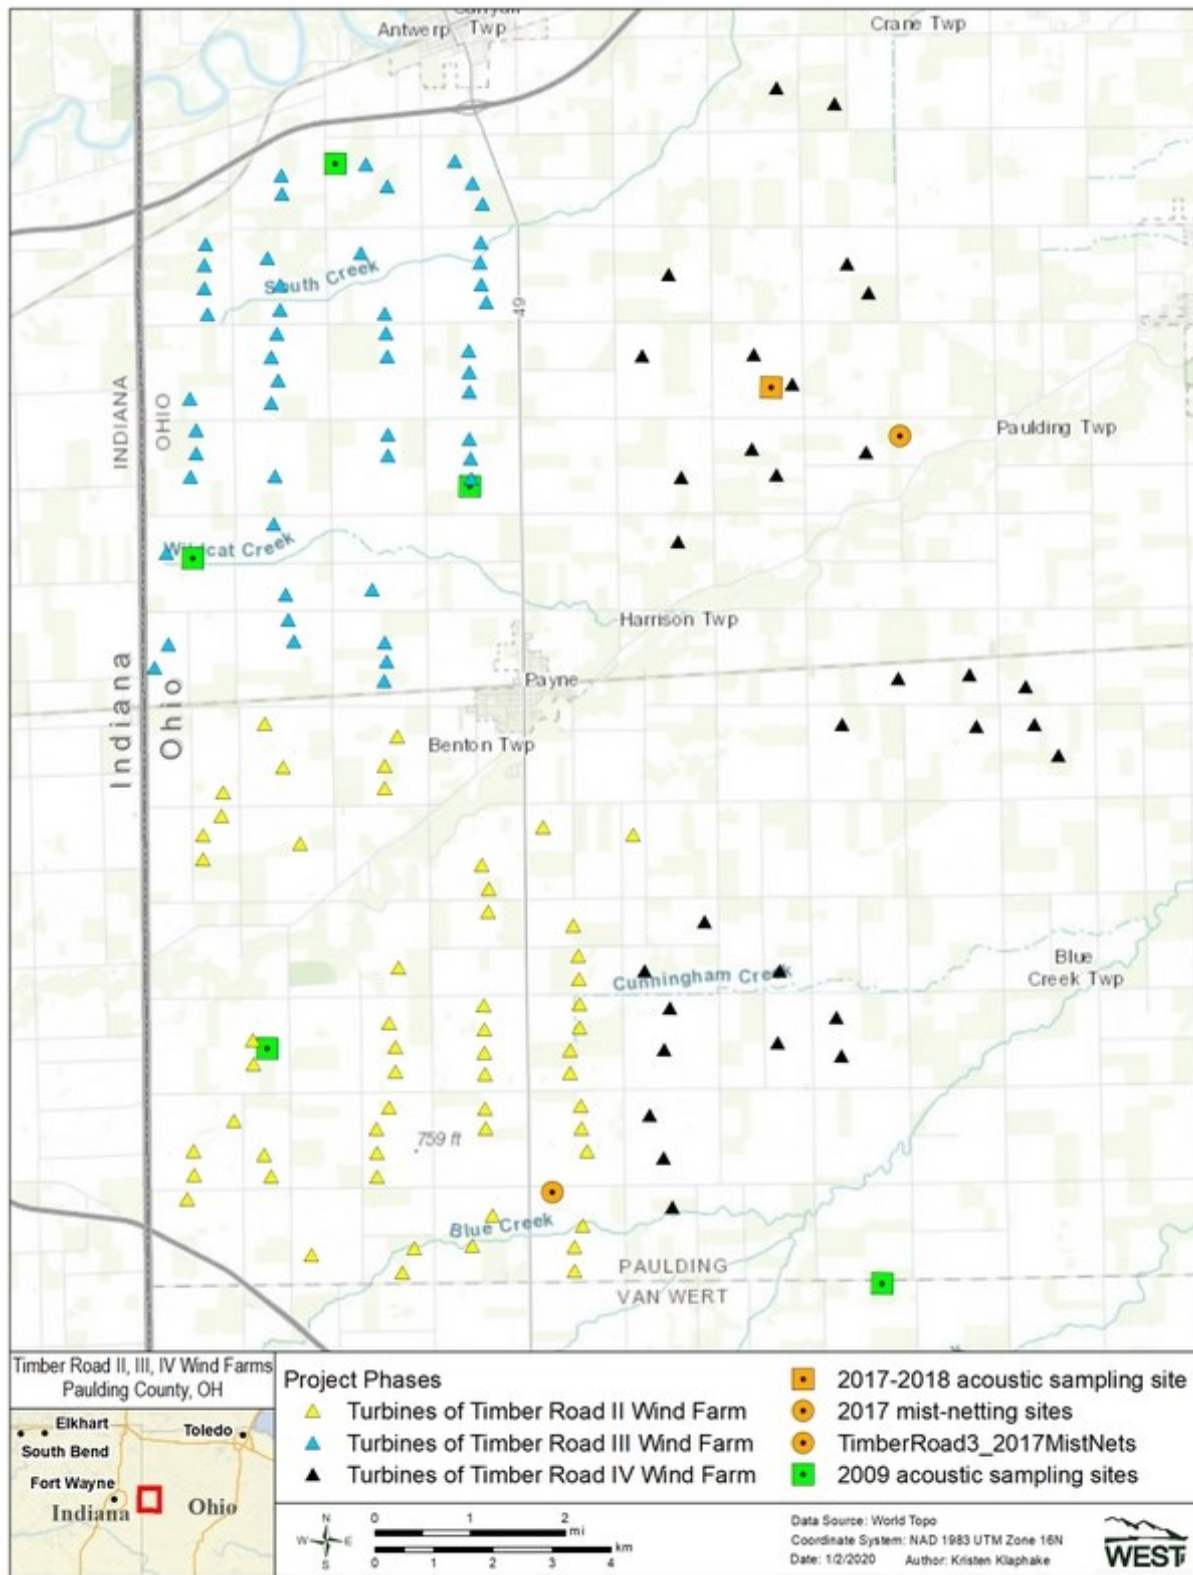 Antwerp Twp
Crane Twp
South Creek
49
INDIANA
OHIO
Paulding Twp
Wildcat Creek
Harrison Twp
Indiana
Ohio
Payne
Benton Twp
Cunningham Creek
Blue
Creek Twp
759 ft
Blue Creek
PAULDING
VAN WERT
Timber Road II, III, IV Wind Farms
Paulding County, OH
Elkhart
Toledo
South Bend
Fort Wayne
Indiana
Ohio
Project Phases
Turbines of Timber Road II Wind Farm
Turbines of Timber Road III Wind Farm
Turbines of Timber Road IV Wind Farm
2017-2018 acoustic sampling site
2017 mist-netting sites
TimberRoad3_2017MistNets
2009 acoustic sampling sites
N
W E
S
0 1 2
mi
km
0 1 2 3 4
Data Source: World Topo
Coordinate System: NAD 1983 UTM Zone 16N
Date: 1/2/2020 Author: Kristen Klaphake
WEST